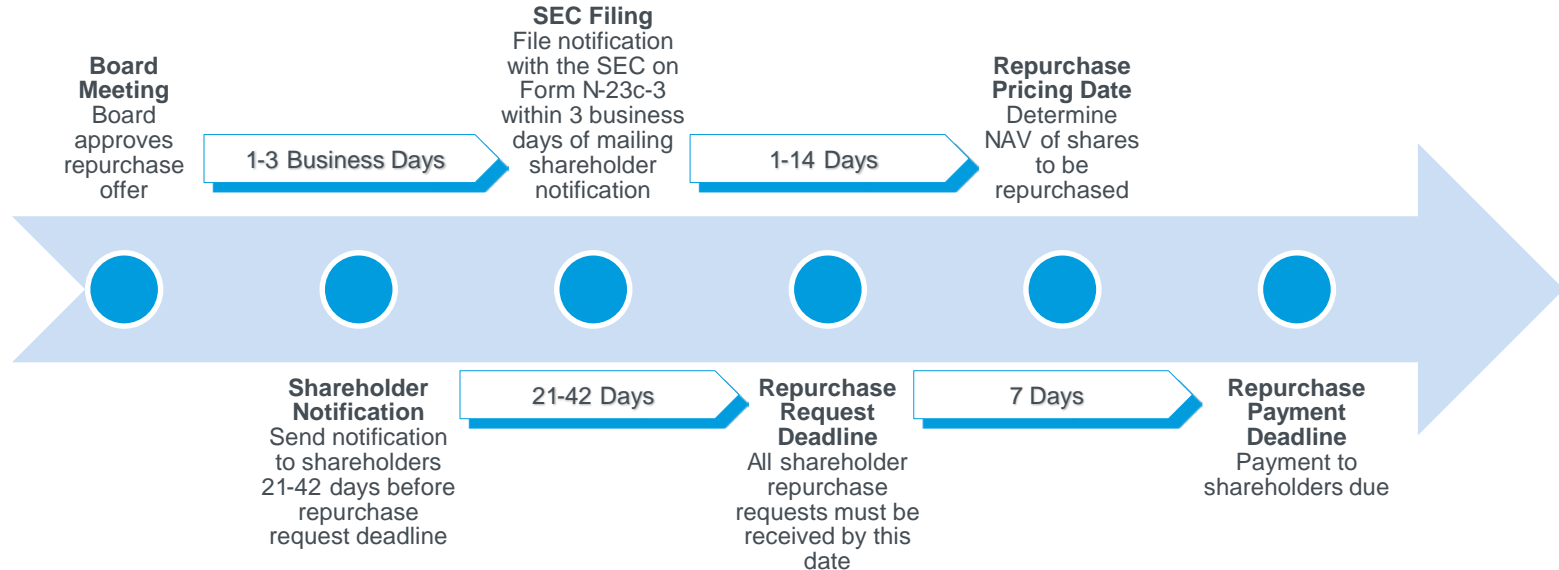 Board
Meeting
Board
approves
repurchase
offer
1-3 Business Days
SEC Filing
File notification
with the SEC on
Form N-23c-3
within 3 business
days of mailing
shareholder
notification
1-14 Days
Repurchase
Pricing Date
Determine
NAV of shares
to be
repurchased
Shareholder
Notification
Send notification
to shareholders
21-42 days before
repurchase
request deadline
21-42 Days
Repurchase
Request
Deadline
All shareholder
repurchase
requests must be
received by this
date
7 Days
Repurchase
Payment
Deadline
Payment to
shareholders due